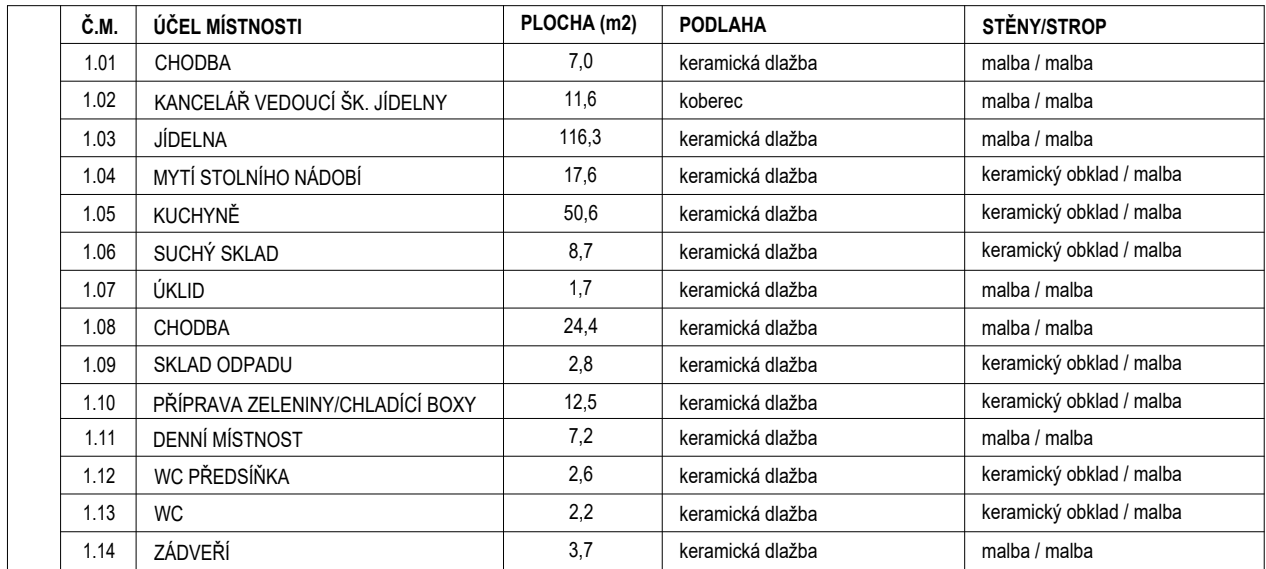 Č.M. ÚČEL MÍSTNOSTI PLOCHA (m2) PODLAHA STĚNY/STROP
1.01 CHODBA 7,0 keramická dlažba malba / malba
1.02 KANCELÁŘ VEDOUCÍ ŠK. JÍDELNY 11,6 koberec malba / malba
1.03 JÍDELNA 116,3 keramická dlažba malba / malba
1.04 MYTÍ STOLNÍHO NÁDOBÍ 17,6 keramická dlažba keramický obklad / malba
1.05 KUCHYNĚ 50,6 keramická dlažba keramický obklad / malba
1.06 SUCHÝ SKLAD 8,7 keramická dlažba keramický obklad / malba
1.07 ÚKLID 1,7 keramická dlažba malba / malba
1.08 CHODBA 24,4 keramická dlažba malba / malba
1.09 SKLAD ODPADU 2,8 keramická dlažba keramický obklad / malba
1.10 PŘÍPRAVA ZELENINY/CHLADÍCÍ BOXY 12,5 keramická dlažba keramický obklad / malba
1.11 DENNÍ MÍSTNOST 7,2 keramická dlažba malba / malba
1.12 WC PŘEDSÍŇKA 2,6 keramická dlažba keramický obklad / malba
1.13 WC 2,2 keramická dlažba keramický obklad / malba
1.14 ZÁDVEŘÍ 3,7 keramická dlažba malba / malba